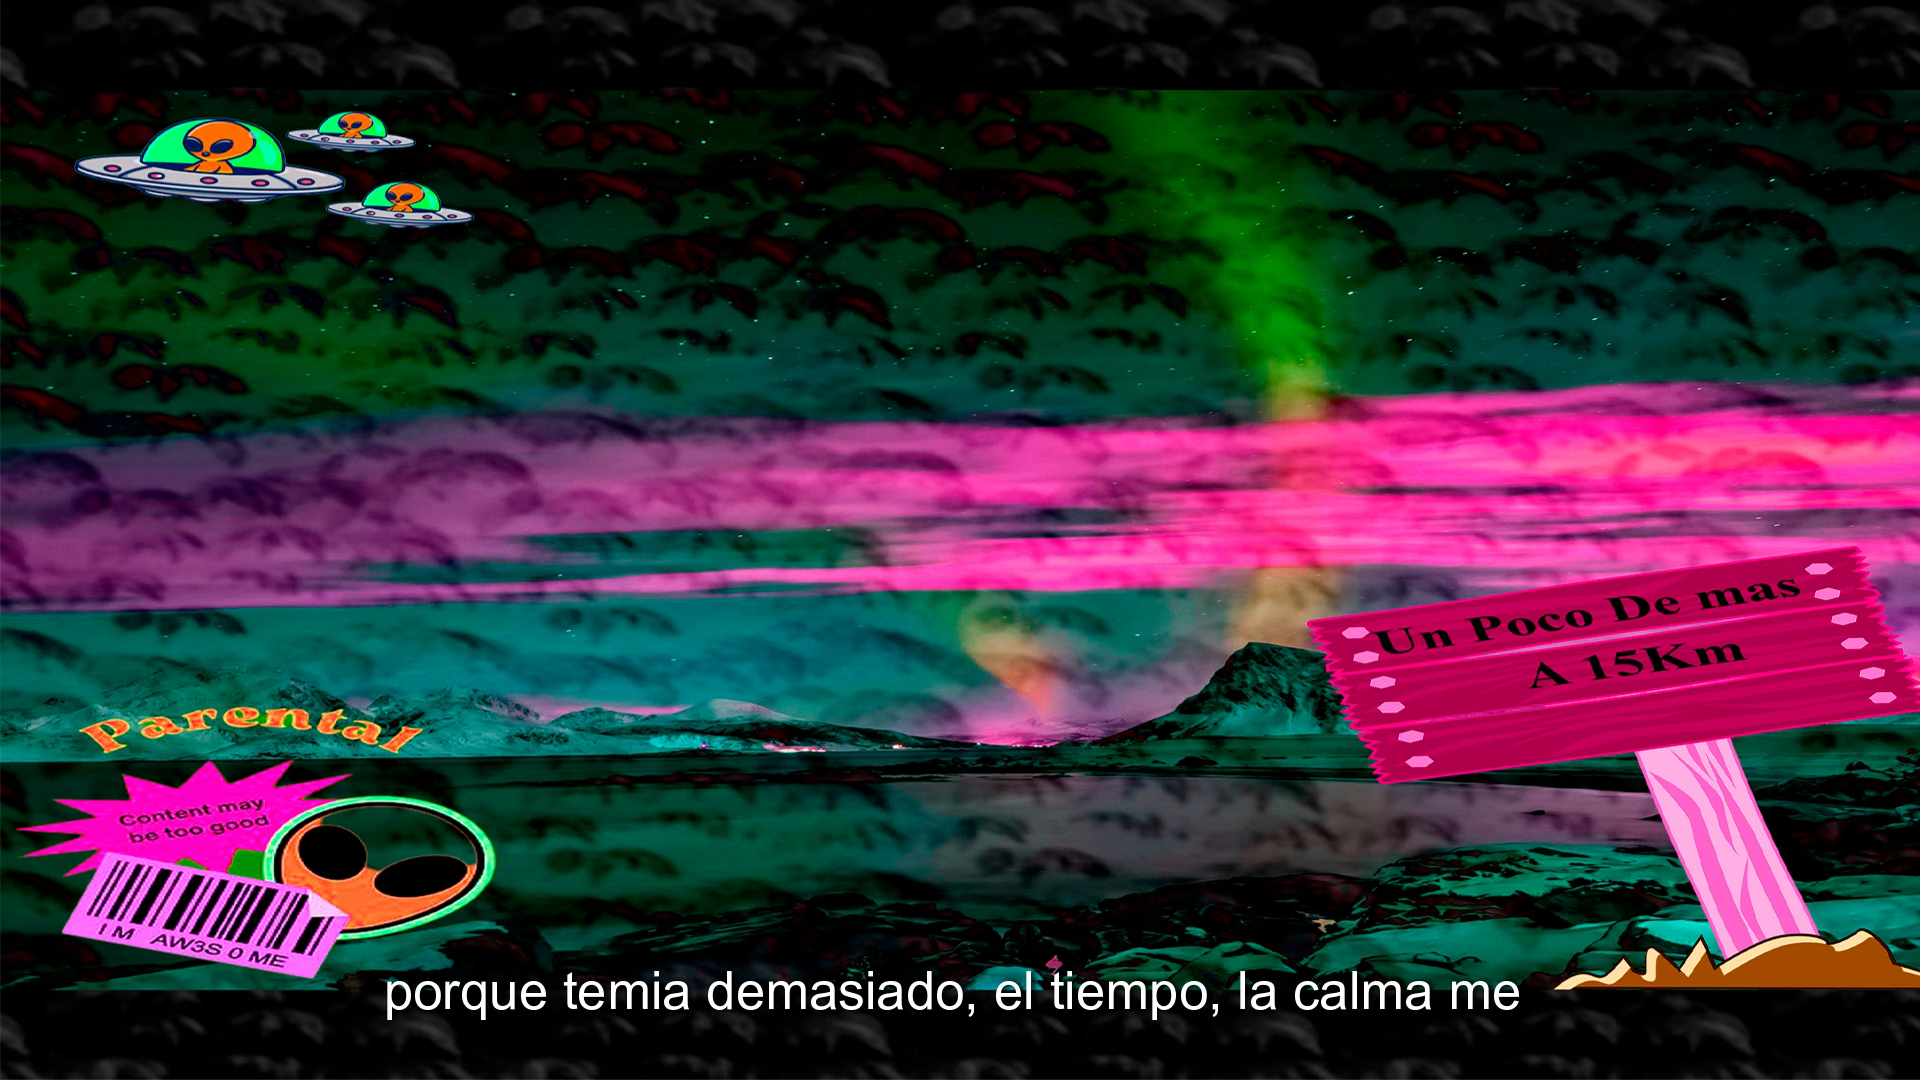 Un Poco De mas
A 15Km
Parental
Content may
be too good
I M AW3S 0 ME
porque temia demasiado, el tiempo, la calma me